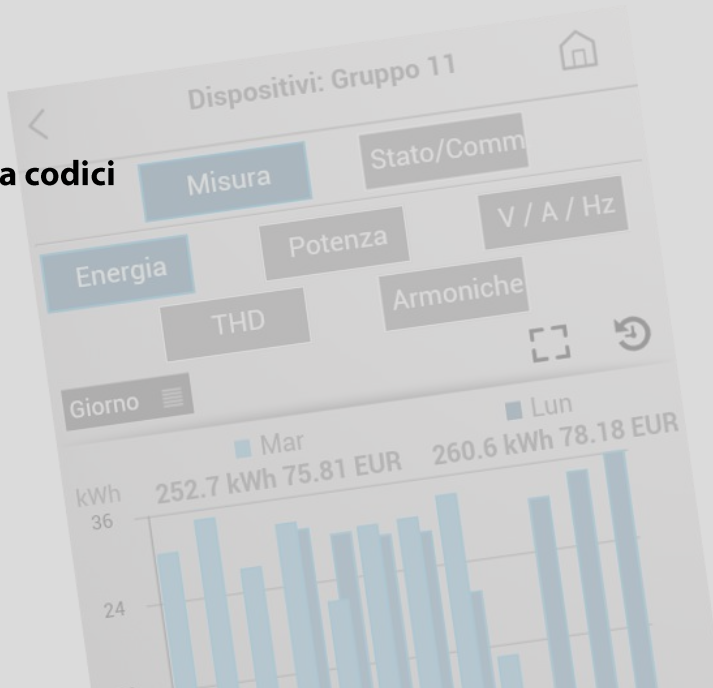 Dispositivi: Gruppo 11
a codici
Misura
Stato/Comm
Energia
Potenza
V / A / Hz
THD
Armoniche
Giorno
Mar
Lun
252.7 kWh 75.81 EUR
260.6 kWh 78.18 EUR
kWh
36
24